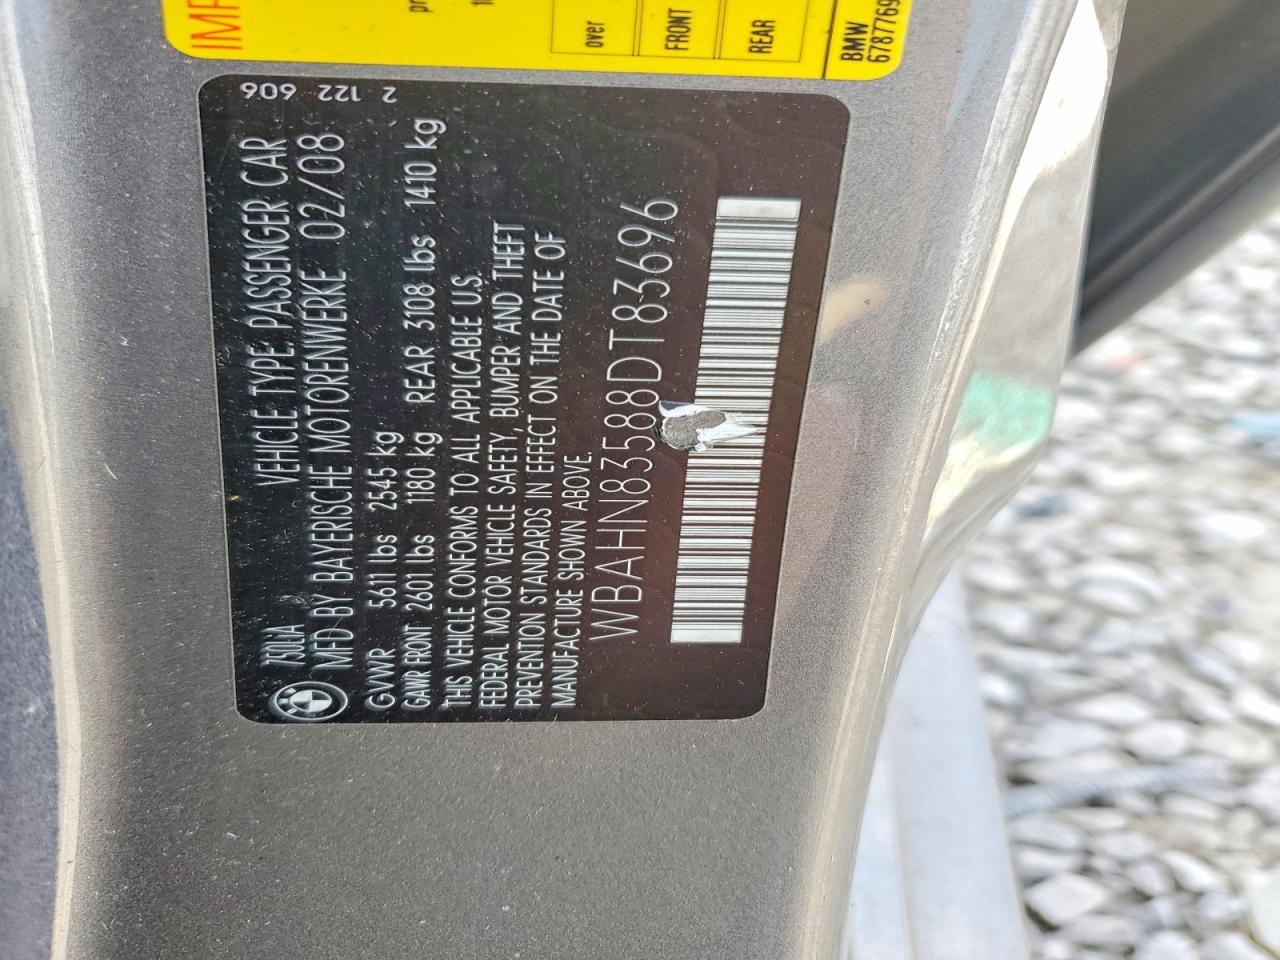 750LiA VEHICLE TYPE: PASSENGER CAR
MFD BY BAYERISCHE MOTORENWERKE 02/08
GVWR 5611 lbs 2545 kg
GAWR FRONT 2601 lbs 1180 kg REAR 3108 lbs 1410 kg
THIS VEHICLE CONFORMS TO ALL APPLICABLE U.S.
FEDERAL MOTOR VEHICLE SAFETY, BUMPER AND THEFT
PREVENTION STANDARDS IN EFFECT ON THE DATE OF
MANUFACTURE SHOWN ABOVE.
WBAHN83588DT83696
2 122 606
over
FRONT
REAR
BMW
6787769